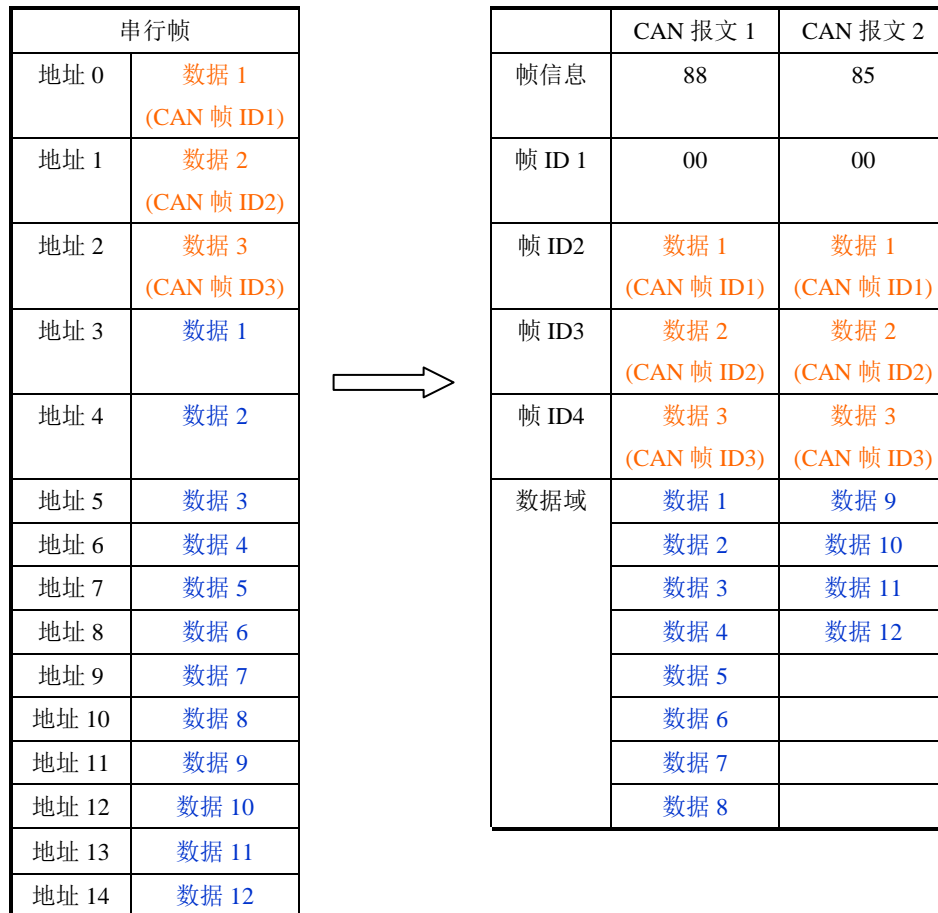 串行帧
地址 0 数据 1
(CAN 帧 ID1)
地址 1 数据 2
(CAN 帧 ID2)
地址 2 数据 3
(CAN 帧 ID3)
地址 3 数据 1
地址 4 数据 2
地址 5 数据 3
地址 6 数据 4
地址 7 数据 5
地址 8 数据 6
地址 9 数据 7
地址 10 数据 8
地址 11 数据 9
地址 12 数据 10
地址 13 数据 11
地址 14 数据 12
CAN 报文 1 CAN 报文 2
帧信息 88 85
帧 ID 1 00 00
帧 ID2 数据 1 数据 1
(CAN 帧 ID1) (CAN 帧 ID1)
帧 ID3 数据 2 数据 2
(CAN 帧 ID2) (CAN 帧 ID2)
帧 ID4 数据 3 数据 3
(CAN 帧 ID3) (CAN 帧 ID3)
数据域 数据 1 数据 9
数据 2 数据 10
数据 3 数据 11
数据 4 数据 12
数据 5
数据 6
数据 7
数据 8